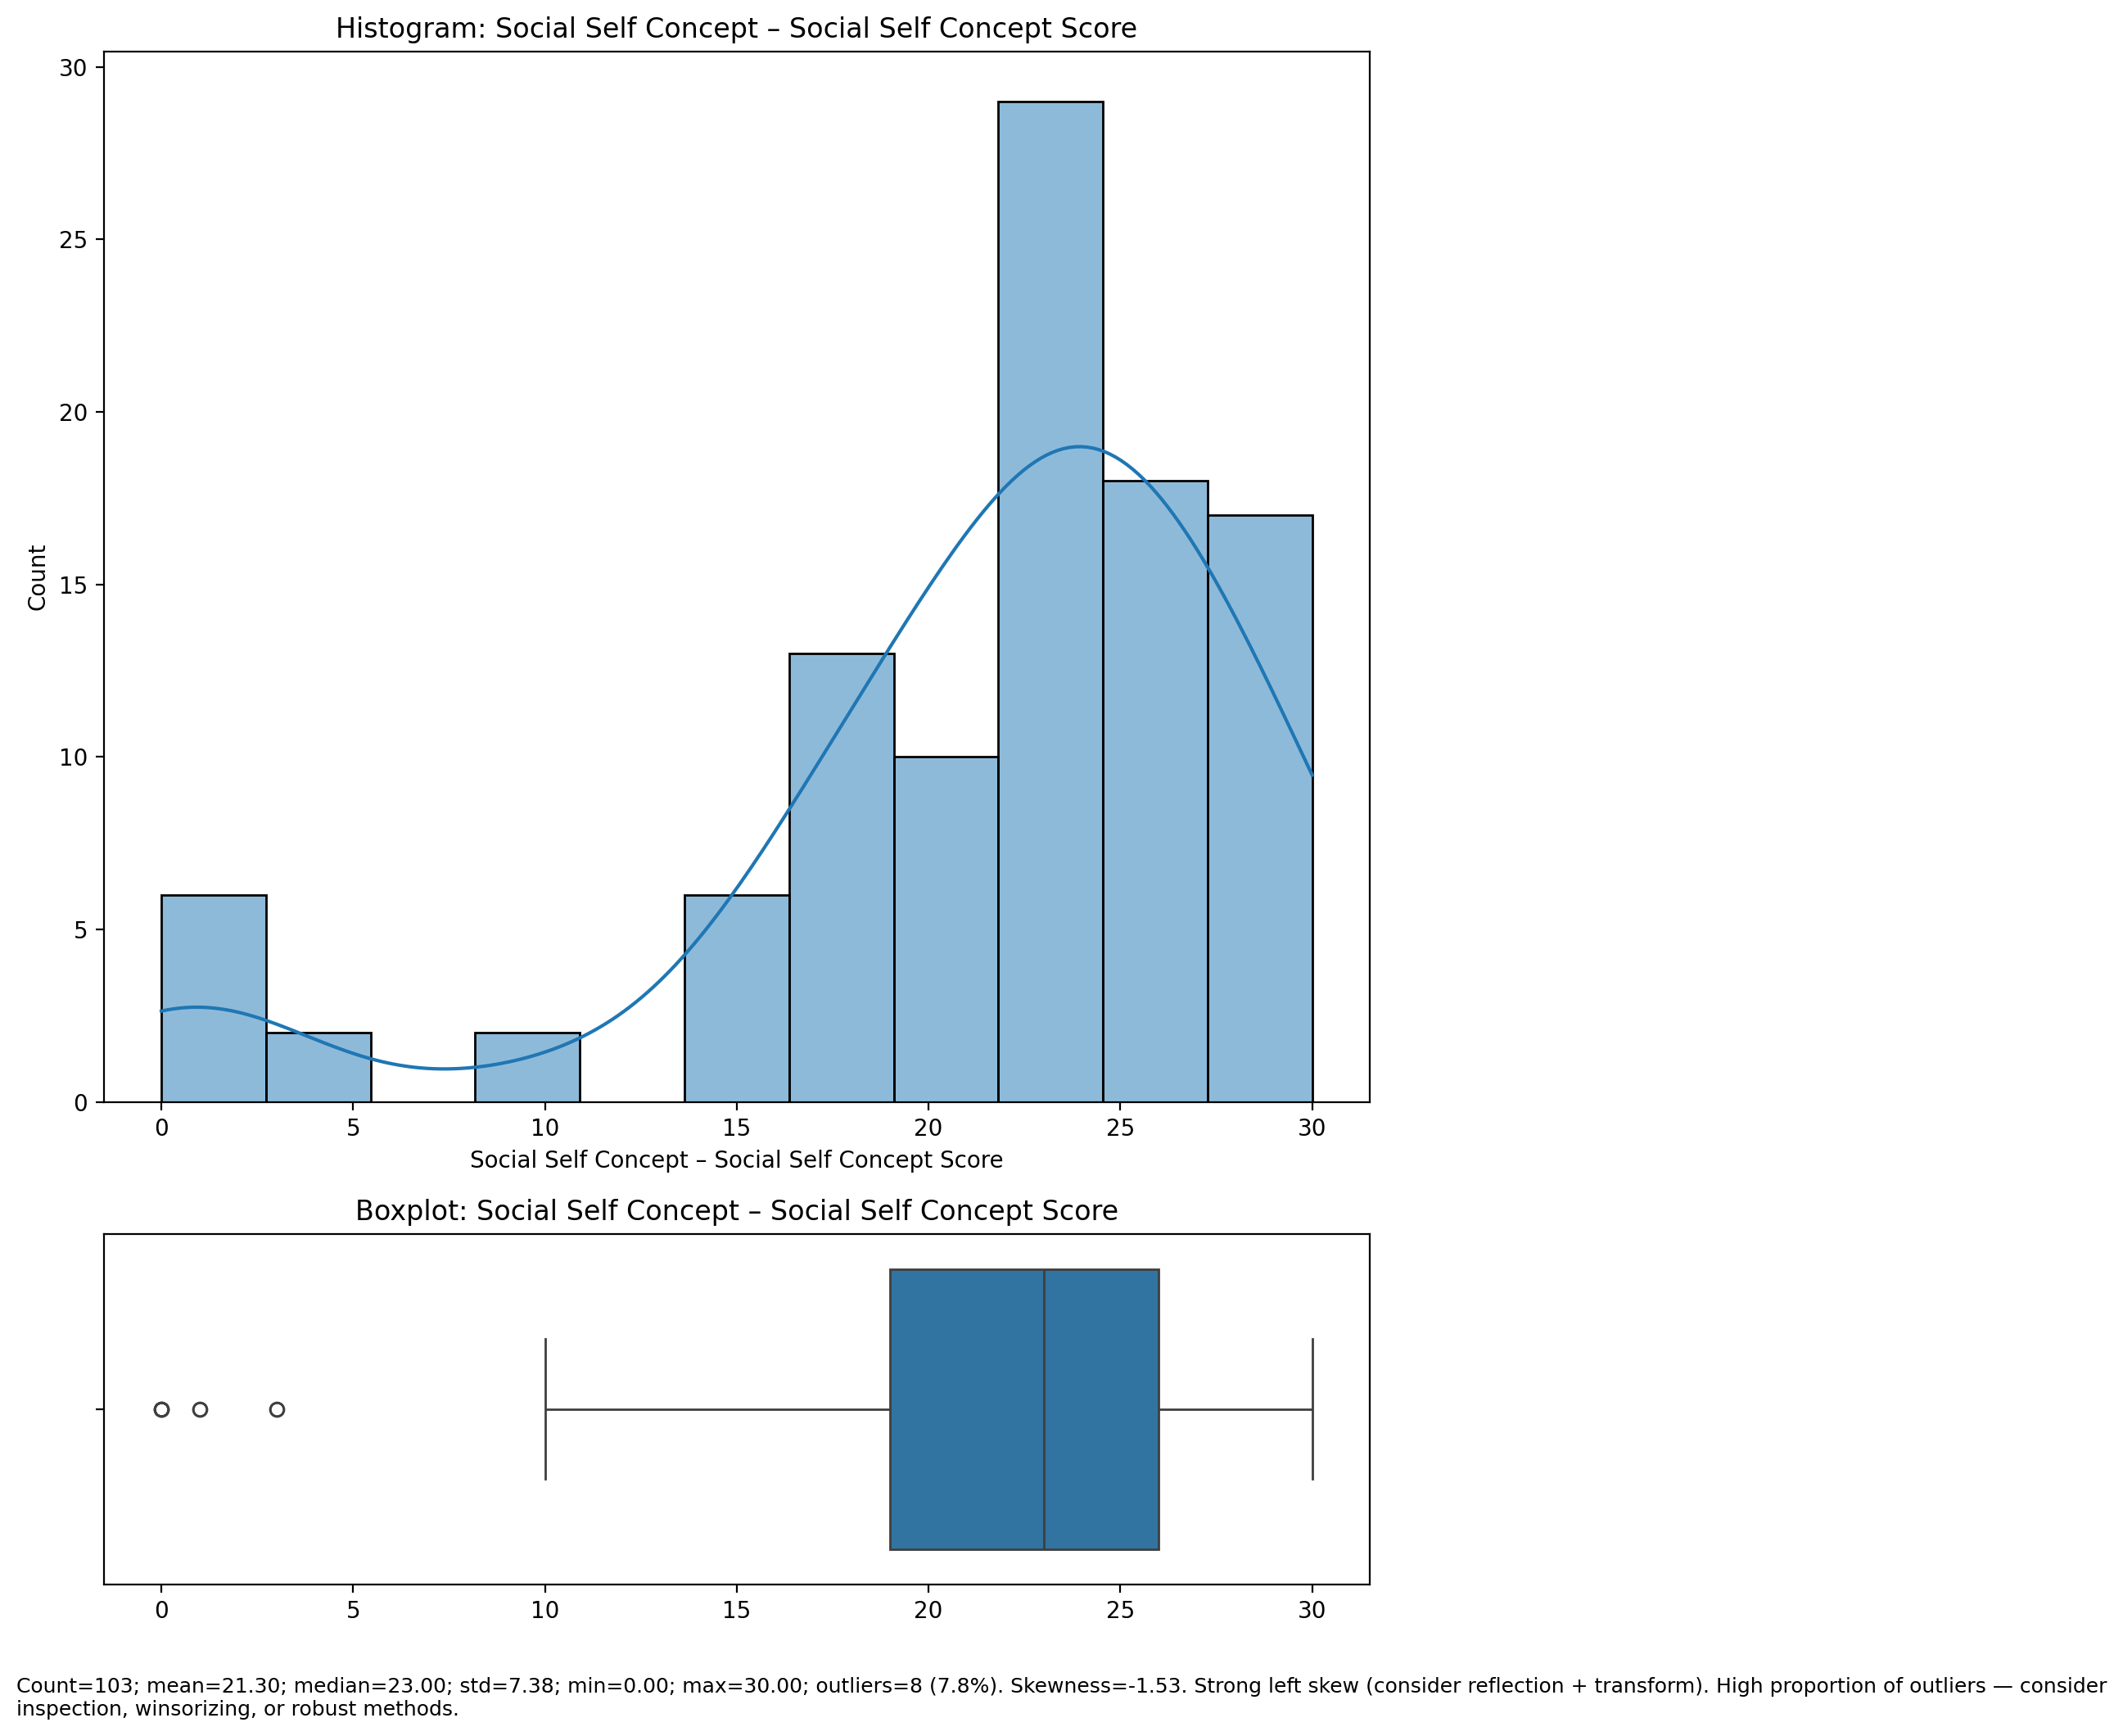 Histogram: Social Self Concept – Social Self Concept Score
30
25
20
15
10
5
0
Count
0 5 10 15 20 25 30
Social Self Concept – Social Self Concept Score
Boxplot: Social Self Concept – Social Self Concept Score
0 5 10 15 20 25 30
Count=103; mean=21.30; median=23.00; std=7.38; min=0.00; max=30.00; outliers=8 (7.8%). Skewness=-1.53. Strong left skew (consider reflection + transform). High proportion of outliers — consider
inspection, winsorizing, or robust methods.